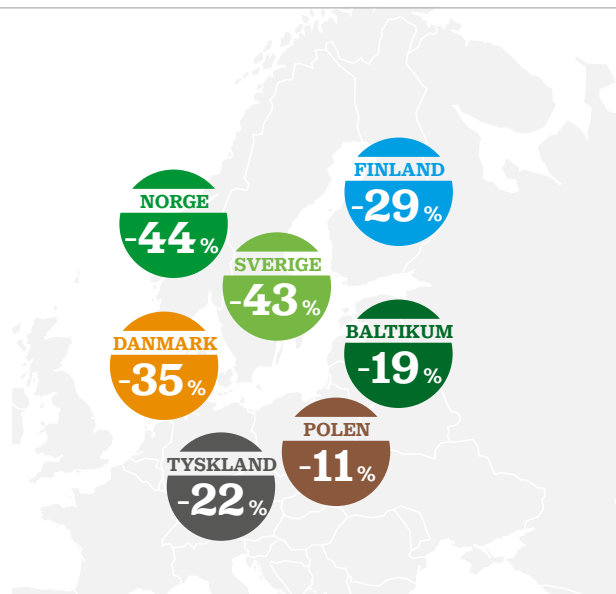 FINLAND
-29 %
NORGE
-44 %
SVERIGE
-43 %
DANMARK
-35 %
BALTIKUM
-19 %
POLEN
-11 %
TYSKLAND
-22 %